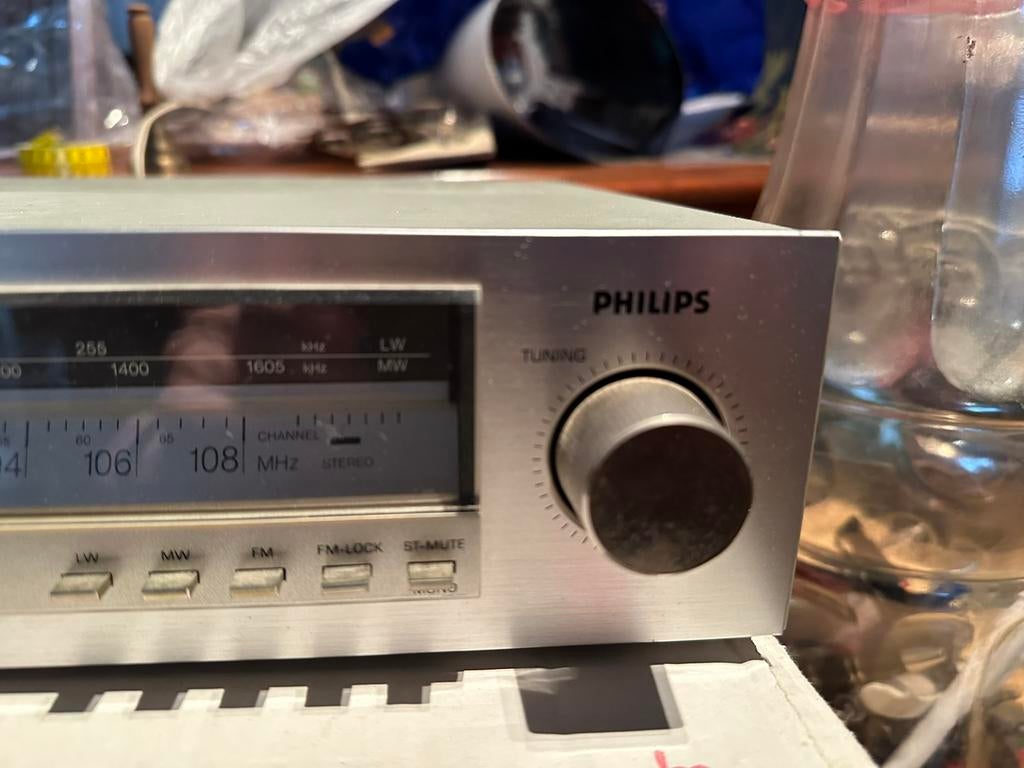 PHILIPS
TUNING
255 kHz LW
1400 1605 kHz MW
60 65
106 108
CHANNEL
MHz STEREO
LW MW FM FM-LOCK ST-MUTE
MONO